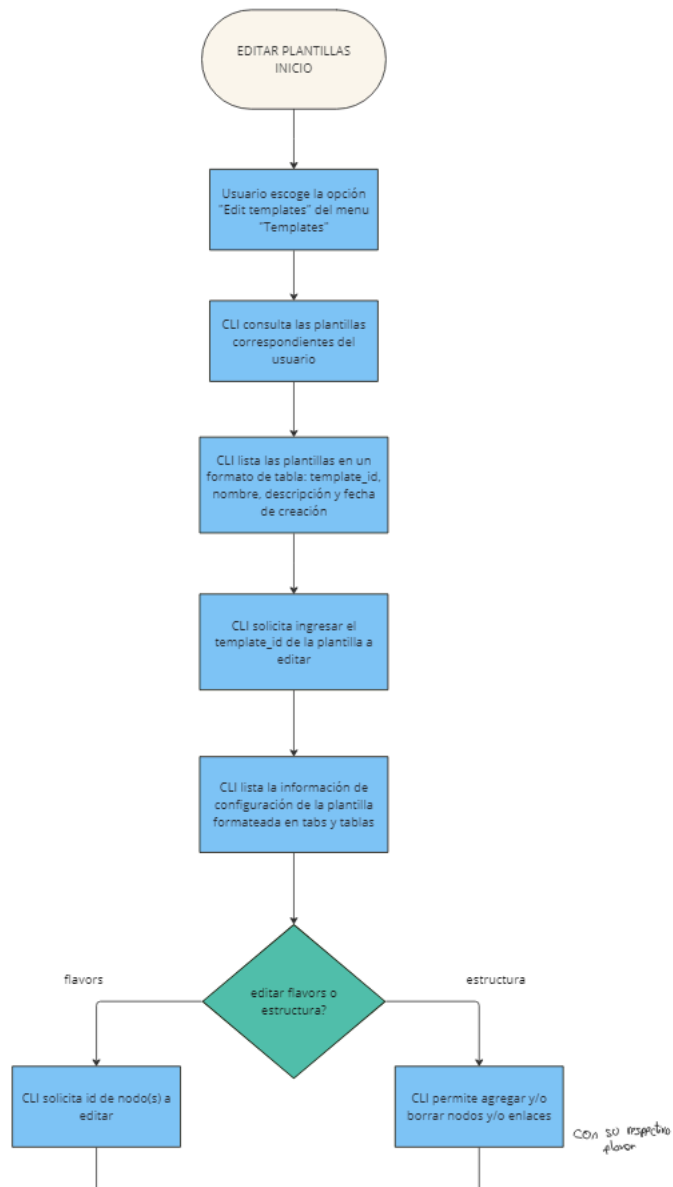 EDITAR PLANTILLAS
INICIO
Usuario escoge la opción
"Edit templates" del menu
"Templates"
CLI consulta las plantillas
correspondientes del
usuario
CLI lista las plantillas en un
formato de tabla: template_id,
nombre, descripción y fecha
de creación
CLI solicita ingresar el
template_id de la plantilla a
editar
CLI lista la información de
configuración de la plantilla
formateada en tabs y tablas
editar flavors o
estructura?
flavors
estructura
CLI solicita id de nodo(s) a
editar
CLI permite agregar y/o
borrar nodos y/o enlaces
con su respectivo
flavor